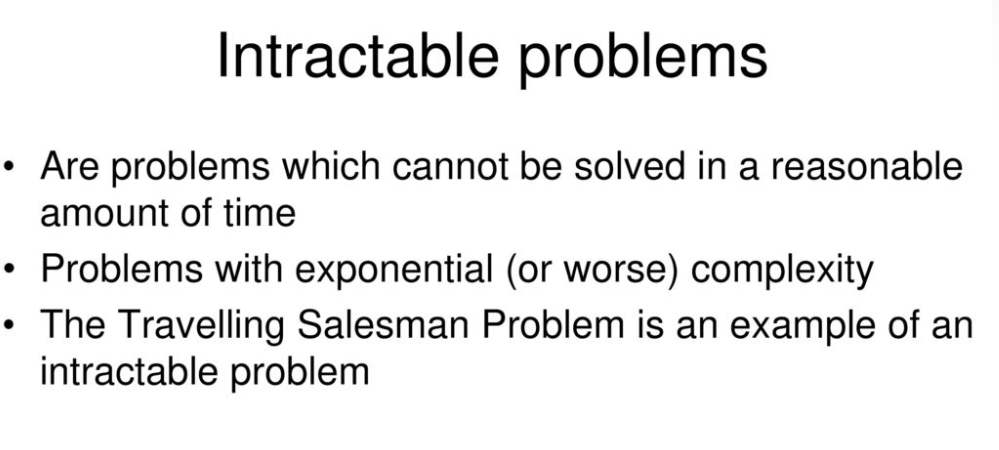 Intractable problems
• Are problems which cannot be solved in a reasonable
amount of time
• Problems with exponential (or worse) complexity
• The Travelling Salesman Problem is an example of an
intractable problem